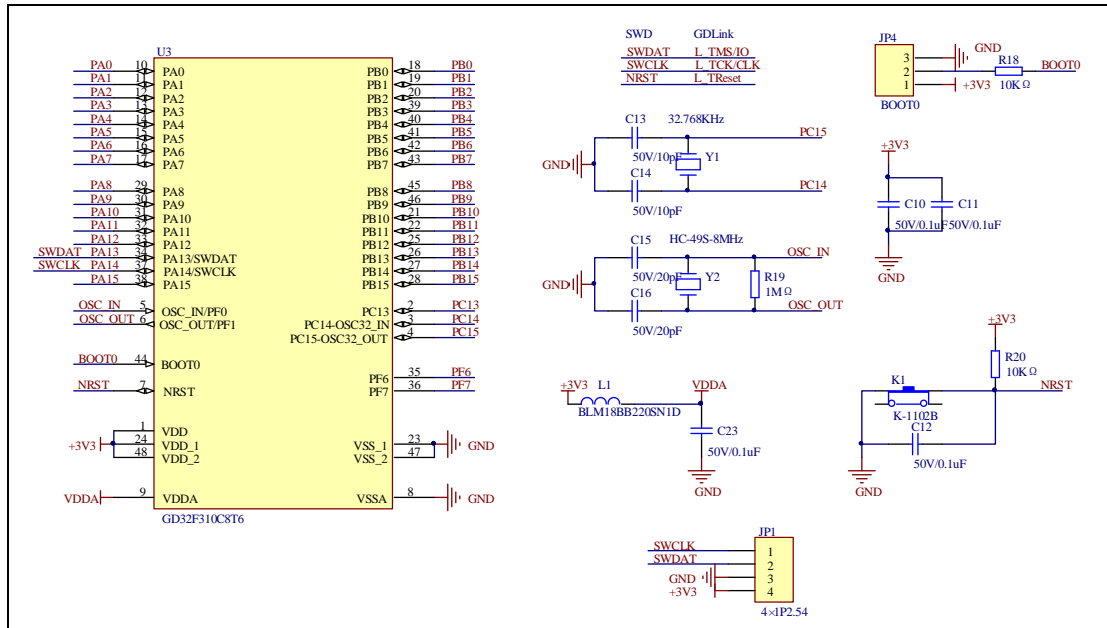 U3
PA0 10 PA0 PB0 18 PB0
PA1 11 PA1 PB1 19 PB1
PA2 12 PA2 PB2 20 PB2
PA3 13 PA3 PB3 39 PB3
PA4 14 PA4 PB4 40 PB4
PA5 15 PA5 PB5 41 PB5
PA6 16 PA6 PB6 42 PB6
PA7 17 PA7 PB7 43 PB7
PA8 29 PA8 PB8 45 PB8
PA9 30 PA9 PB9 46 PB9
PA10 31 PA10 PB10 21 PB10
PA11 32 PA11 PB11 22 PB11
PA12 33 PA12 PB12 25 PB12
SWDAT PA13 34 PA13/SWDAT PB13 26 PB13
SWCLK PA14 37 PA14/SWCLK PB14 27 PB14
PA15 38 PA15 PB15 28 PB15
OSC_IN 5 OSC_IN/PF0 PC13 2 PC13
OSC_OUT 6 OSC_OUT/PF1 PC14-OSC32_IN 3 PC14
PC15-OSC32_OUT 4 PC15
BOOT0 44 BOOT0
PF6 35 PF6
NRST 7 NRST PF7 36 PF7
1 VDD
+3V3 24 VDD_1 VSS_1 23 GND
48 VDD_2 VSS_2 47
VDDA 9 VDDA VSSA 8 GND
GD32F310C8T6
SWD GDLink
SWDAT L_TMS/IO
SWCLK L_TCK/CLK
NRST L_TReset
JP4
3 GND
2 R18 BOOT0
10KΩ
1 +3V3
BOOT0
C13 32.768KHz
PC15
50V/10pF Y1
GND
C14
PC14
50V/10pF
+3V3
C10 C11
50V/0.1uF 50V/0.1uF
GND
C15 HC-49S-8MHz
OSC_IN
50V/20pF Y2 R19
GND
1MΩ
C16
OSC_OUT
50V/20pF
+3V3
R20
10KΩ
K1
NRST
K-1102B
C12
50V/0.1uF
GND
+3V3 L1 VDDA
BLM18BB220SN1D
C23
50V/0.1uF
GND
JP1
SWCLK 1
SWDAT 2
GND 3
+3V3 4
4×1P2.54